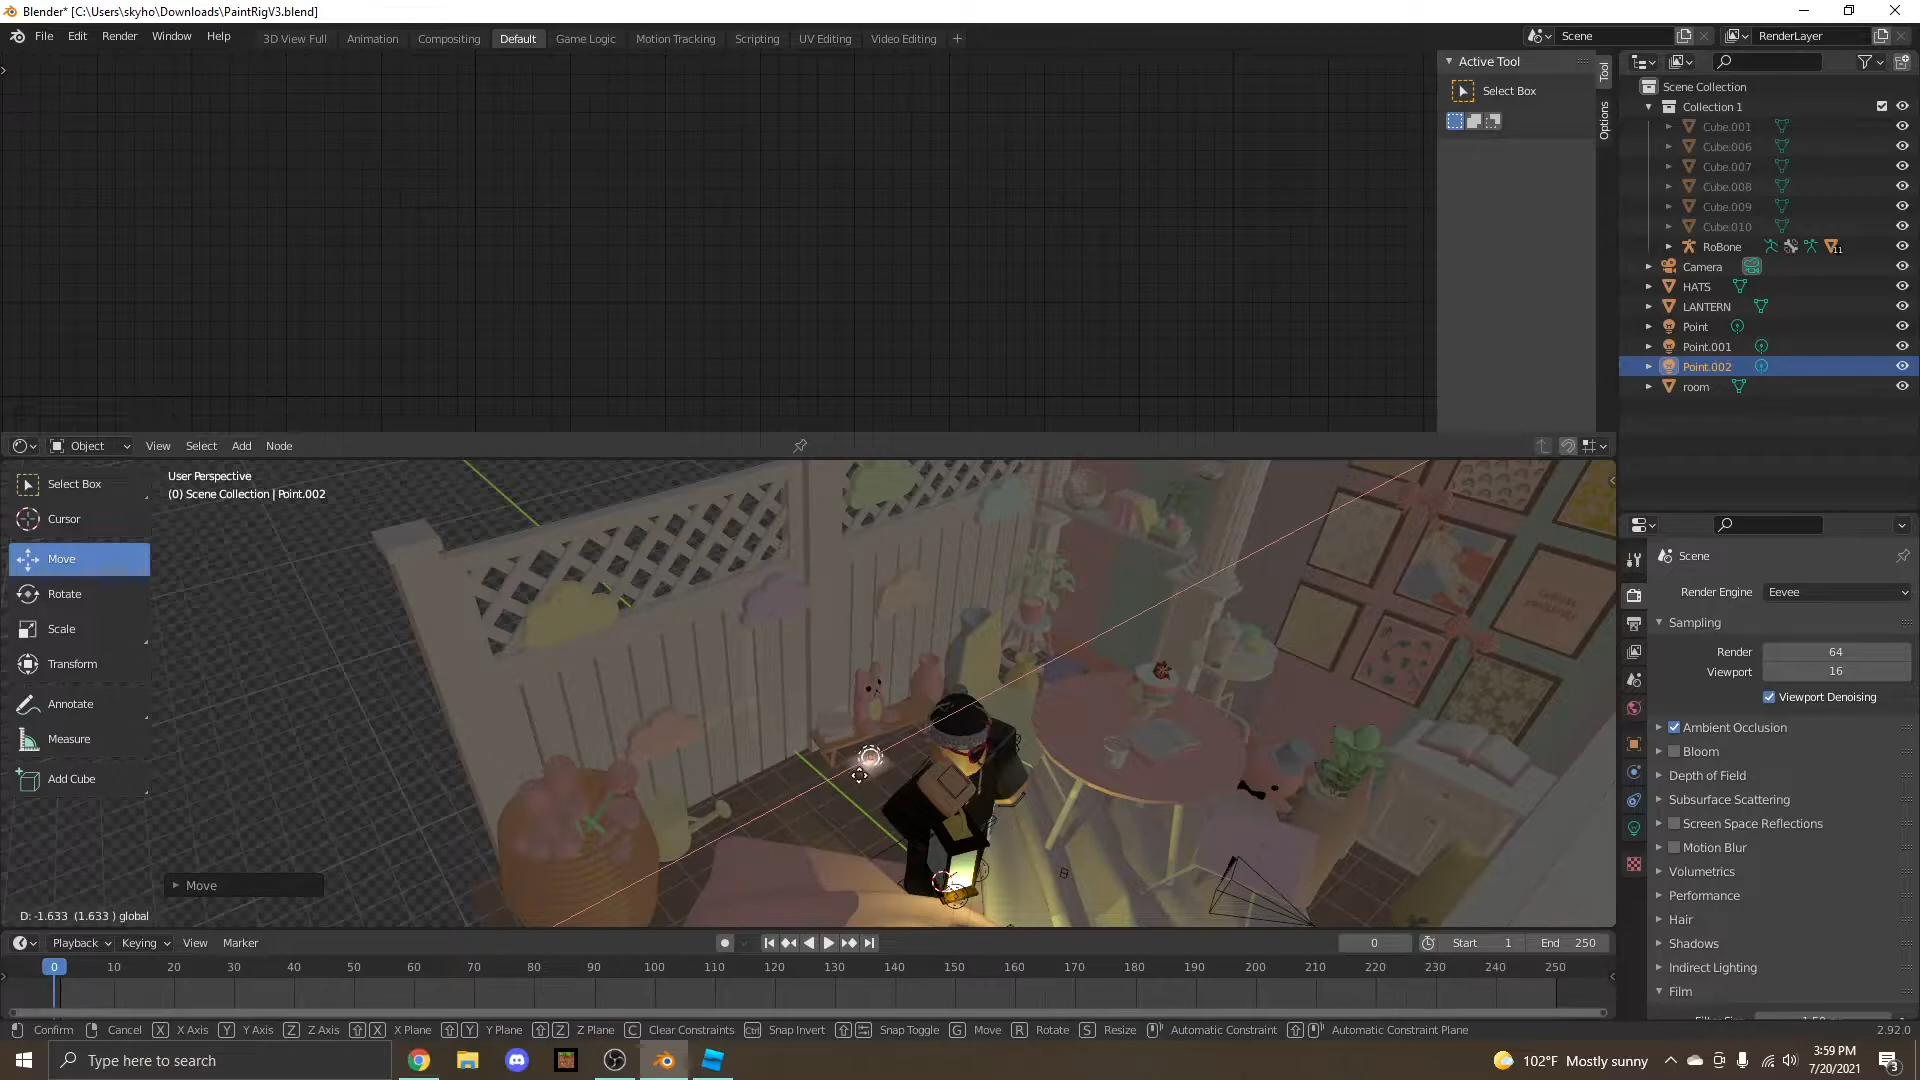 Blender* [C:\Users\skyho\Downloads\PaintRigV3.blend]
File Edit Render Window Help
3D View Full Animation Compositing Default Game Logic Motion Tracking Scripting UV Editing Video Editing +
Scene RenderLayer
Active Tool
Select Box
Tool
Options
Scene Collection
Collection 1
Cube.001
Cube.006
Cube.007
Cube.008
Cube.009
Cube.010
RoBone 11
Camera
HATS
LANTERN
Point
Point.001
Point.002
room
Object View Select Add Node
Select Box
Cursor
Move
Rotate
Scale
Transform
Annotate
Measure
Add Cube
User Perspective
(0) Scene Collection | Point.002
Move
D: -1.633 (1.633 ) global
Scene
Render Engine Eevee
Sampling
Render 64
Viewport 16
Viewport Denoising
Ambient Occlusion
Bloom
Depth of Field
Subsurface Scattering
Screen Space Reflections
Motion Blur
Volumetrics
Performance
Hair
Shadows
Indirect Lighting
Film
Playback Keying View Marker
0 Start 1 End 250
0 10 20 30 40 50 60 70 80 90 100 110 120 130 140 150 160 170 180 190 200 210 220 230 240 250
Confirm Cancel X X Axis Y Y Axis Z Z Axis X X Plane Y Y Plane Z Z Plane C Clear Constraints Ctrl Snap Invert Snap Toggle G Move R Rotate S Resize Automatic Constraint Automatic Constraint Plane 2.92.0
Type here to search
102°F Mostly sunny
3:59 PM
7/20/2021
3